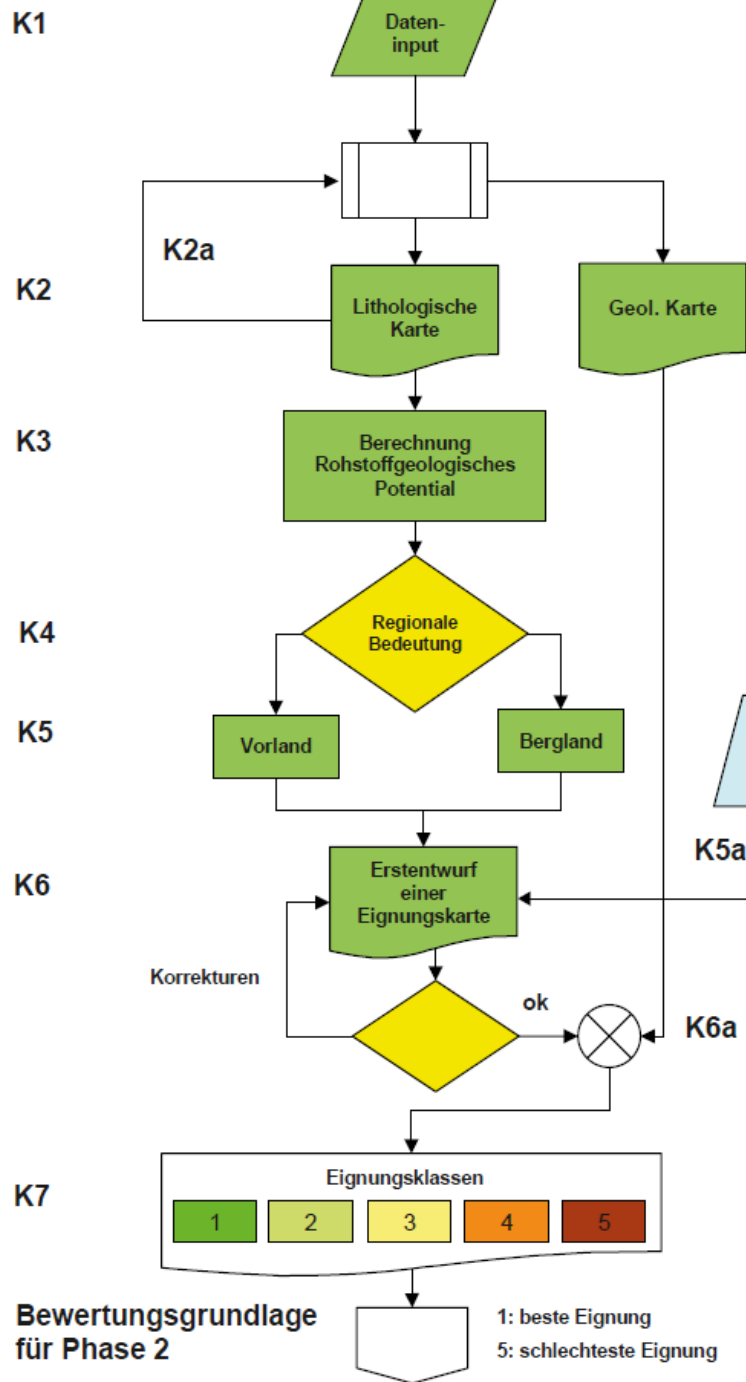 K1
Daten-
input
K2a
K2
Lithologische
Karte
Geol. Karte
K3
Berechnung
Rohstoffgeologisches
Potential
K4
Regionale
Bedeutung
K5
Vorland
Bergland
K5a
K6
Erstentwurf
einer
Eignungskarte
Korrekturen
ok
K6a
K7
Eignungsklassen
1 2 3 4 5
Bewertungsgrundlage
für Phase 2
1: beste Eignung
5: schlechteste Eignung